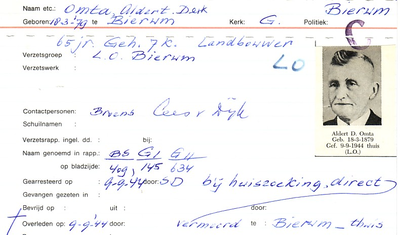 Naam etc.: Omta, Aldert. Derk Bierum
Geboren: 18.3.'79 Bierum Kerk: G. Politiek:
65 jr. Geh. 7 k. Landbouwer
Verzetsgroep L.O. Bierum
Verzetswerk : LO
Contactpersonen: Broens Cees v Dijk
Schuilnamen :
Aldert D. Omta
Geb. 18-3-1879
Gef. 9-9-1944 thuis
(L.O.)
Verzetsrapp. ingel. dd. : bij:
Naam genoemd in rapp.: BS GI GII
op bladzijde: 409, 145 634
Gearresteerd op : 9-9-'44 door: SD bij huiszoeking, direct
Gevangen gezeten in :
Bevrijd op - uit : door:
Overleden op: 9-9-'44 vermoord te : Bierum - thuis